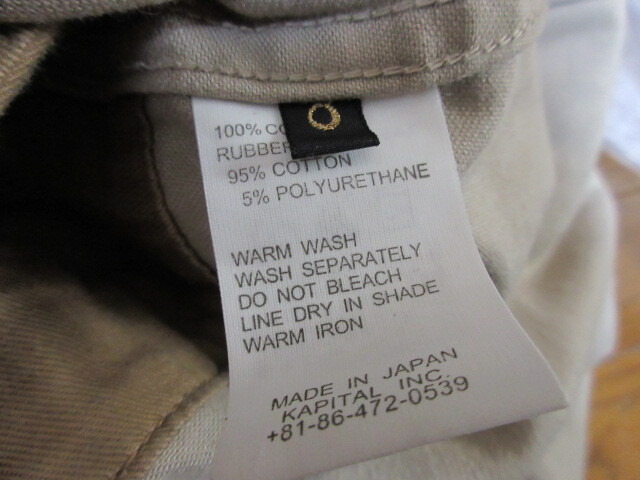 0
100%
RUBBER
95% COTTON
5% POLYURETHANE
WARM WASH
WASH SEPARATELY
DO NOT BLEACH
LINE DRY IN SHADE
WARM IRON
MADE IN JAPAN
KAPITAL INC.
+81-86-472-0539